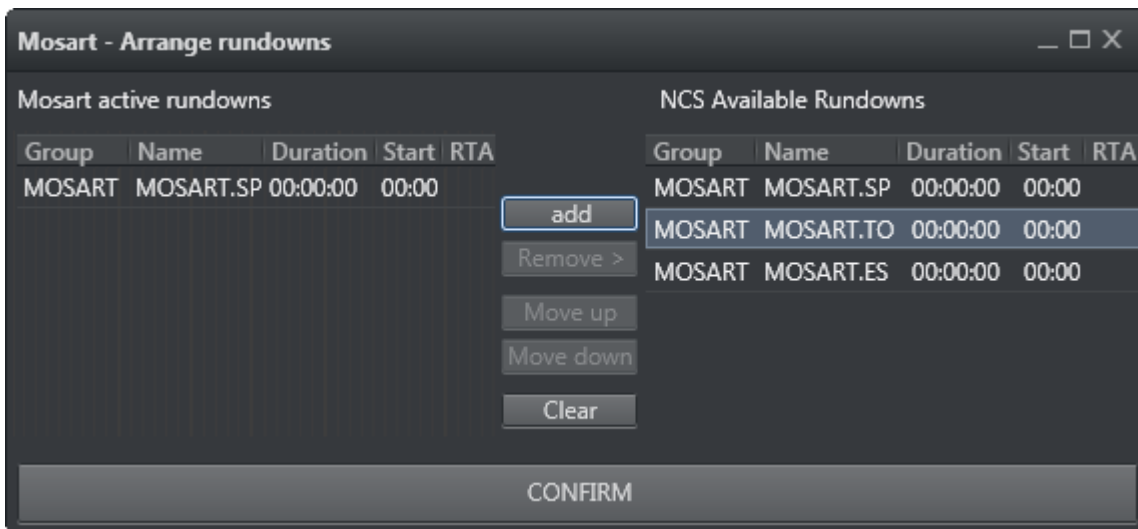 Mosart - Arrange rundowns
Mosart active rundowns
Group Name Duration Start RTA
MOSART MOSART.SP 00:00:00 00:00
add
Remove >
Move up
Move down
Clear
NCS Available Rundowns
Group Name Duration Start RTA
MOSART MOSART.SP 00:00:00 00:00
MOSART MOSART.TO 00:00:00 00:00
MOSART MOSART.ES 00:00:00 00:00
CONFIRM